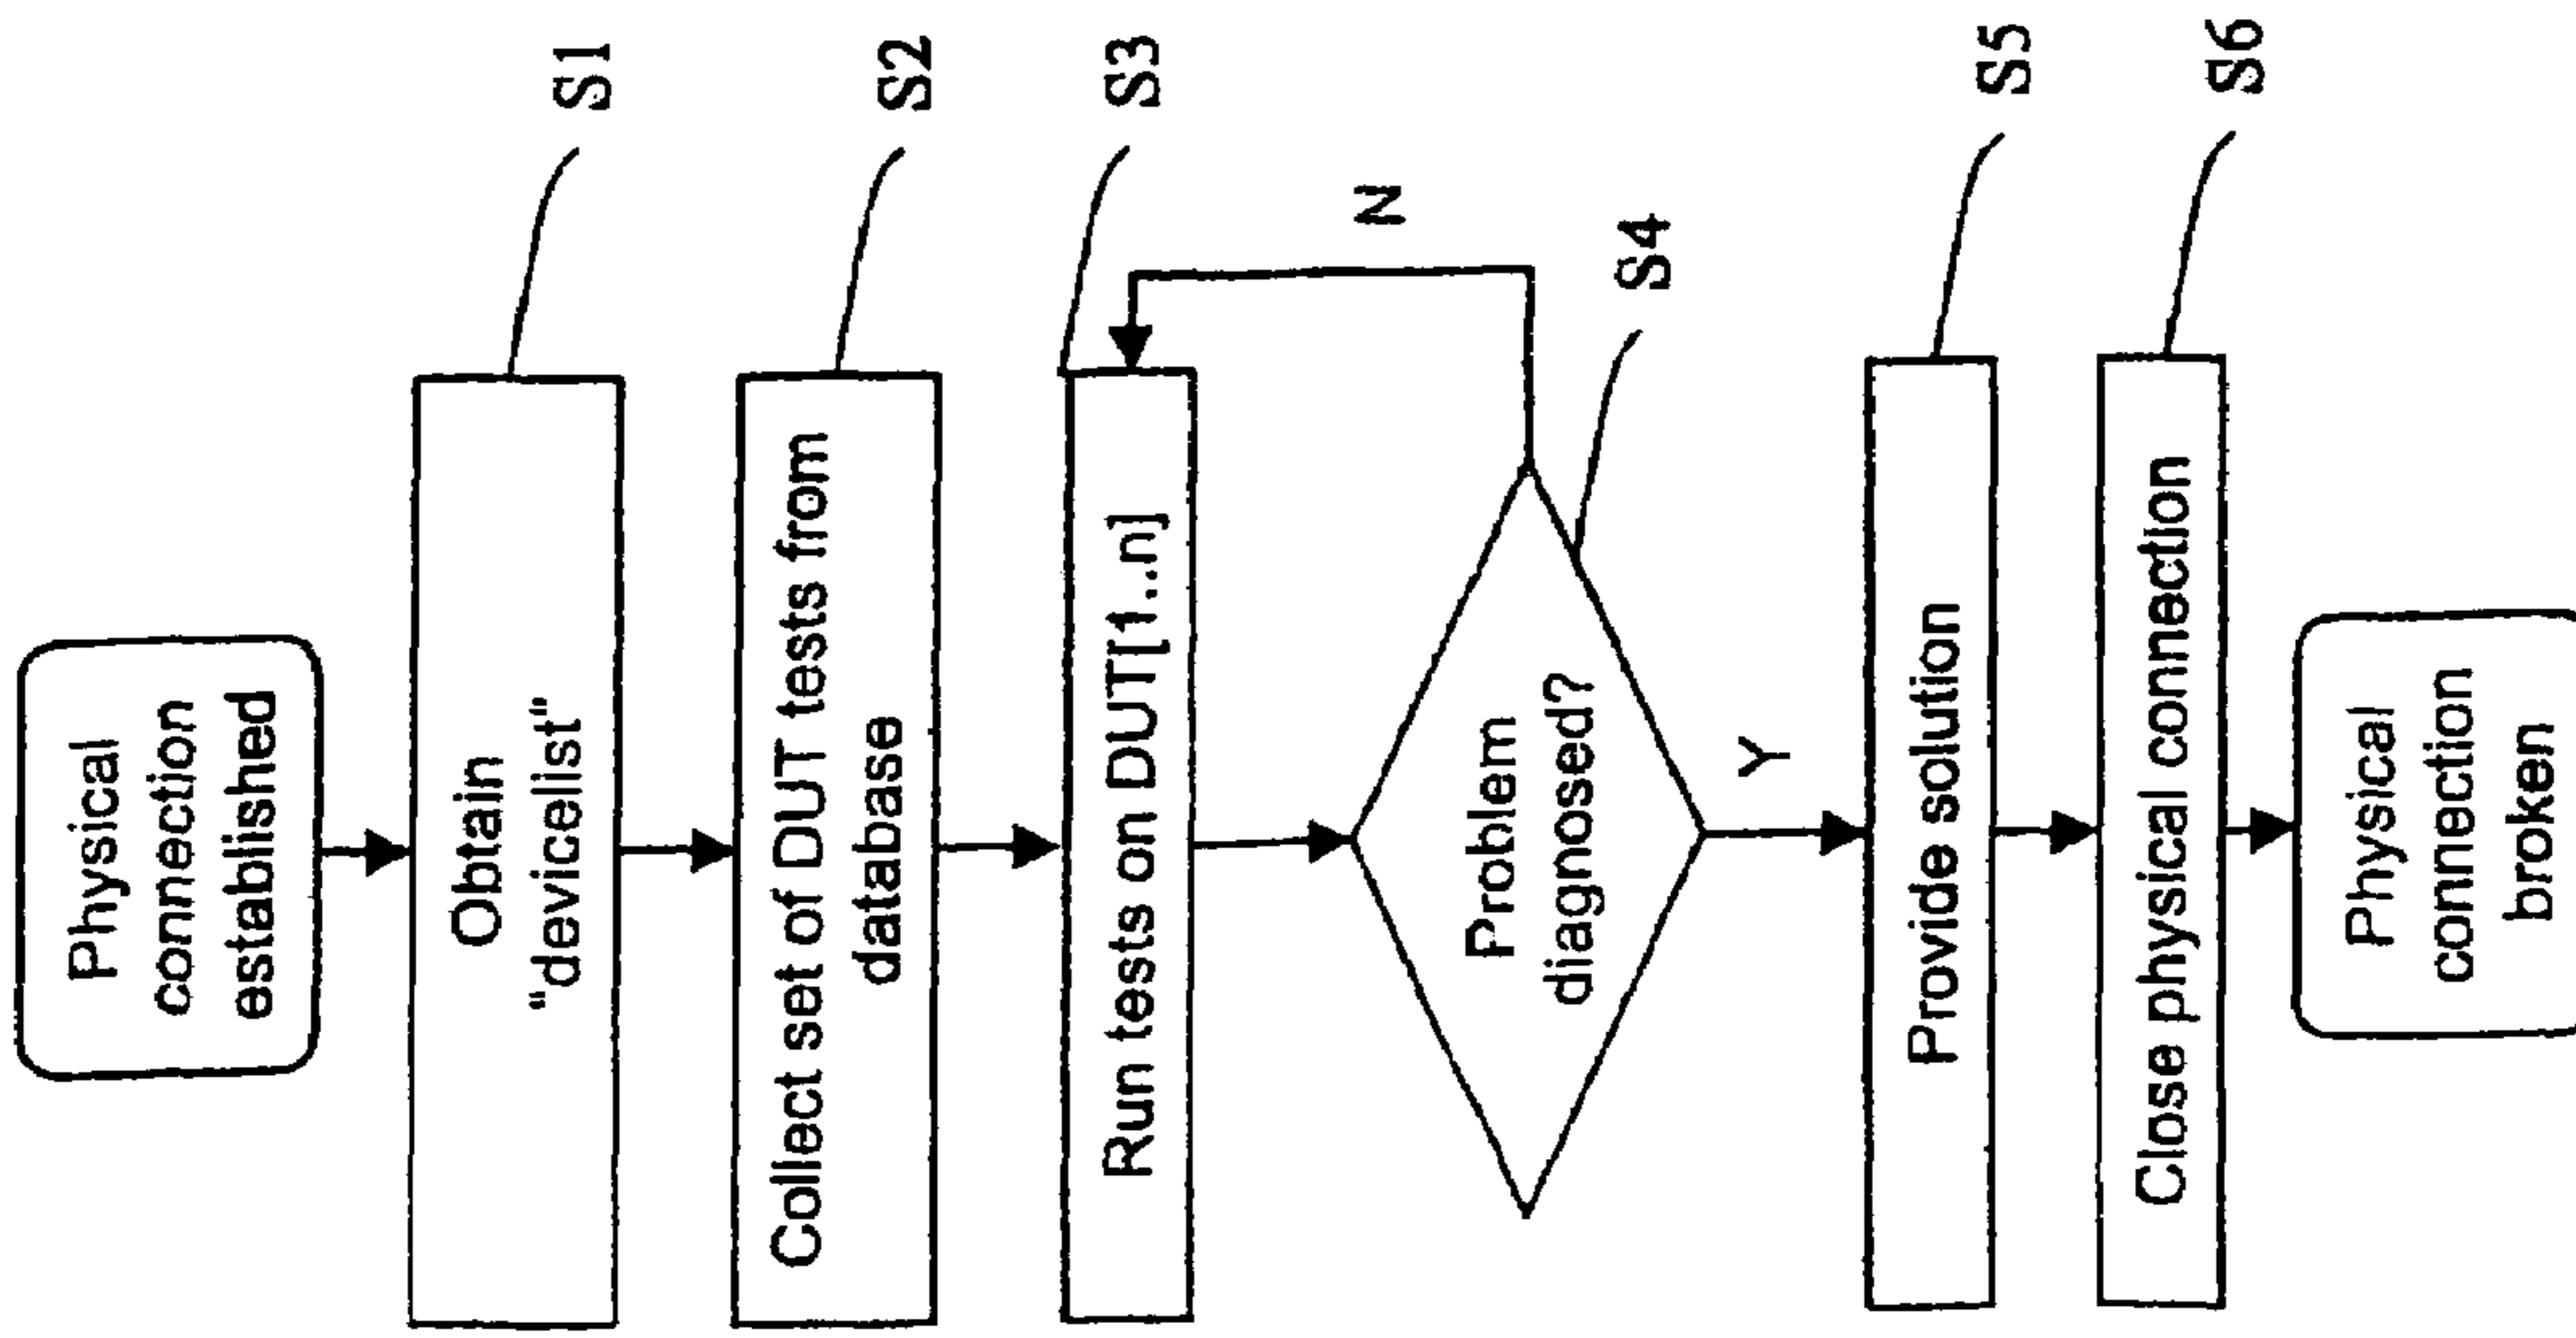 Physical
connection
established
Obtain
"devicelist"
S1
Collect set of DUT tests from
database
S2
Run tests on DUT[1..n]
S3
Problem
diagnosed?
S4
N
Y
Provide solution
S5
Close physical connection
S6
Physical
connection
broken